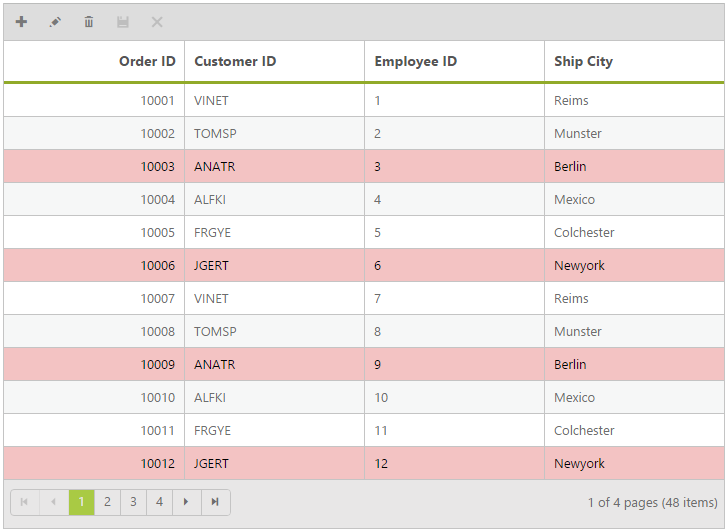 Order ID Customer ID Employee ID Ship City
10001 VINET 1 Reims
10002 TOMSP 2 Munster
10003 ANATR 3 Berlin
10004 ALFKI 4 Mexico
10005 FRGYE 5 Colchester
10006 JGERT 6 Newyork
10007 VINET 7 Reims
10008 TOMSP 8 Munster
10009 ANATR 9 Berlin
10010 ALFKI 10 Mexico
10011 FRGYE 11 Colchester
10012 JGERT 12 Newyork
1 2 3 4 1 of 4 pages (48 items)